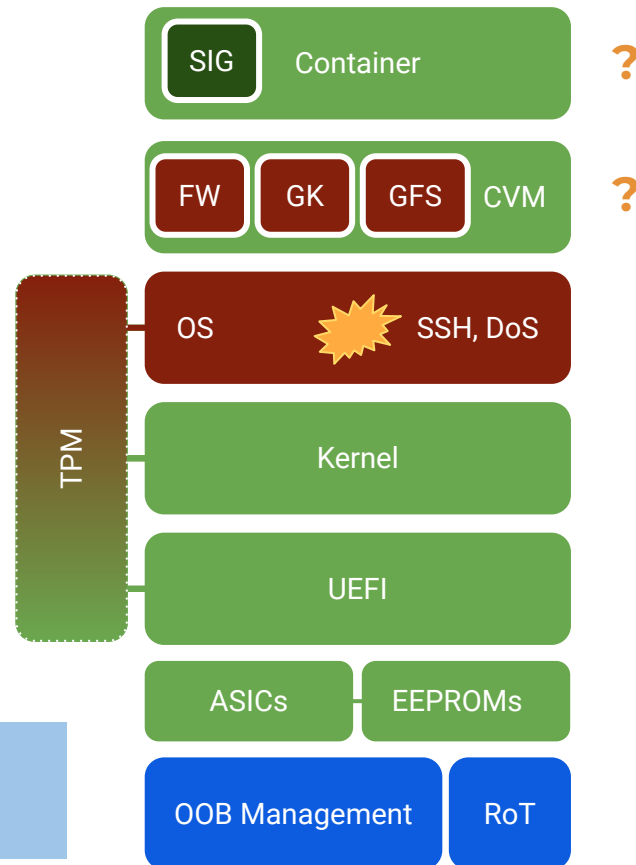 SIG Container ?
FW GK GFS CVM ?
OS SSH, DoS
TPM
Kernel
UEFI
ASICs EEPROMs
OOB Management RoT